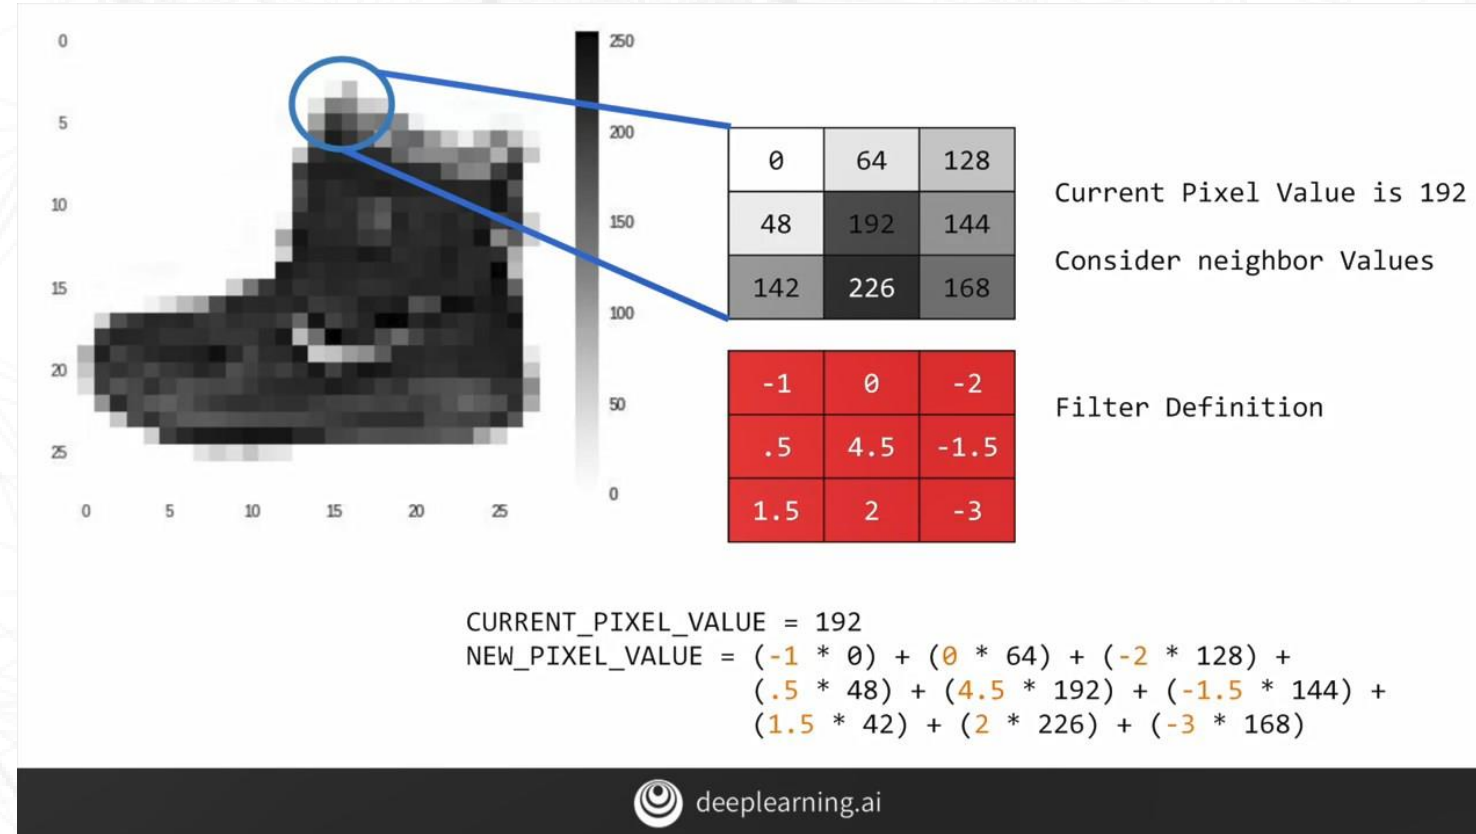 0
5
10
15
20
25
0 5 10 15 20 25
250
200
150
100
50
0
0 64 128
48 192 144
142 226 168
Current Pixel Value is 192
Consider neighbor Values
-1 0 -2
.5 4.5 -1.5
1.5 2 -3
Filter Definition
CURRENT_PIXEL_VALUE = 192
NEW_PIXEL_VALUE = (-1 * 0) + (0 * 64) + (-2 * 128) +
(.5 * 48) + (4.5 * 192) + (-1.5 * 144) +
(1.5 * 42) + (2 * 226) + (-3 * 168)
deeplearning.ai